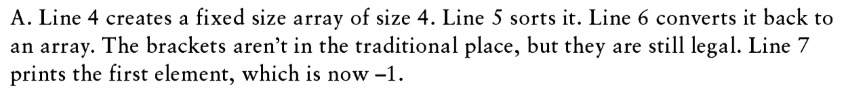 A. Line 4 creates a fixed size array of size 4. Line 5 sorts it. Line 6 converts it back to
an array. The brackets aren’t in the traditional place, but they are still legal. Line 7
prints the first element, which is now –1.